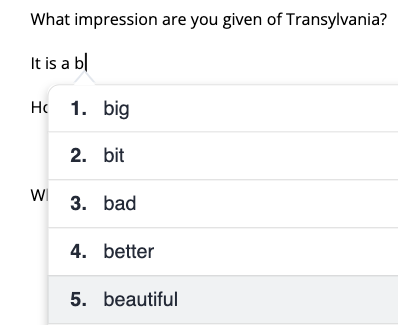 What impression are you given of Transylvania?
It is a b
Ho
1. big
2. bit
W
3. bad
4. better
5. beautiful